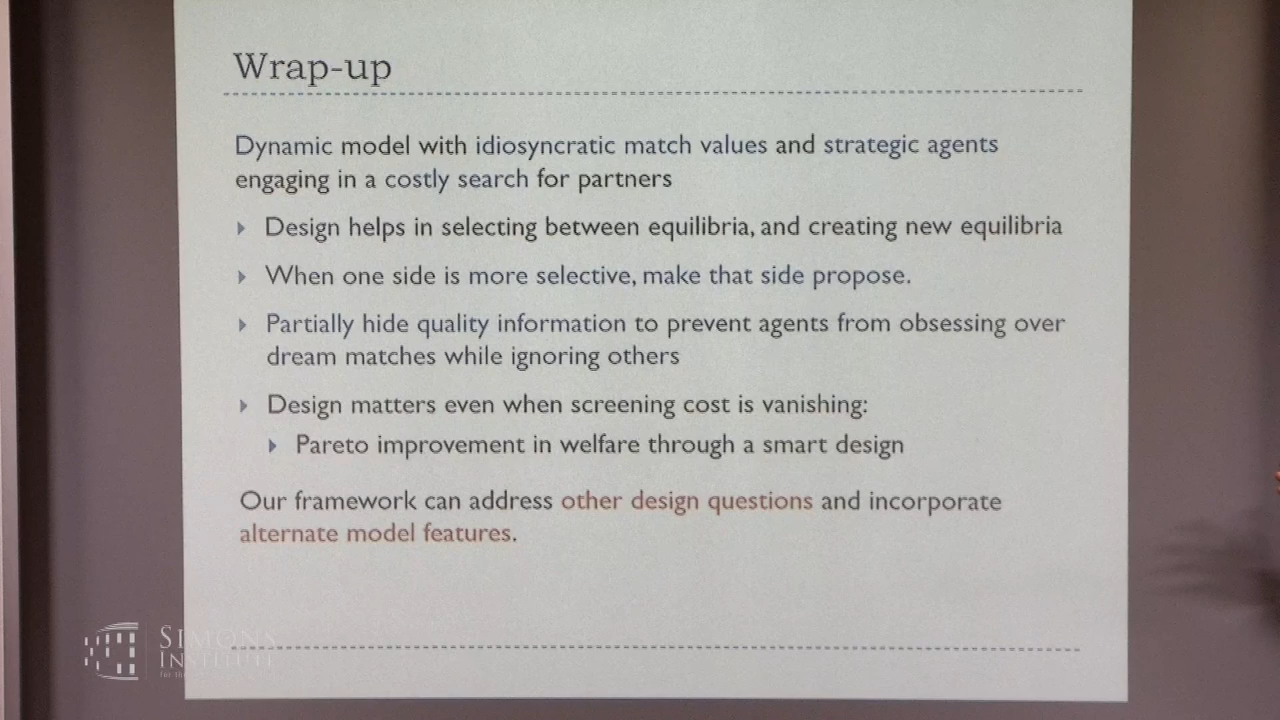 Wrap-up
Dynamic model with idiosyncratic match values and strategic agents
engaging in a costly search for partners
Design helps in selecting between equilibria, and creating new equilibria
When one side is more selective, make that side propose.
Partially hide quality information to prevent agents from obsessing over
dream matches while ignoring others
Design matters even when screening cost is vanishing:
Pareto improvement in welfare through a smart design
Our framework can address other design questions and incorporate
alternate model features.
SIMONS
INSTITUTE
for the